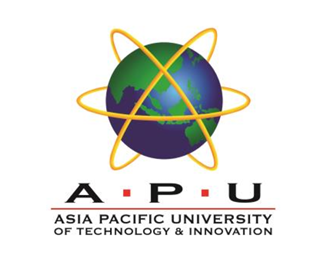 A · P · U
ASIA PACIFIC UNIVERSITY
OF TECHNOLOGY & INNOVATION